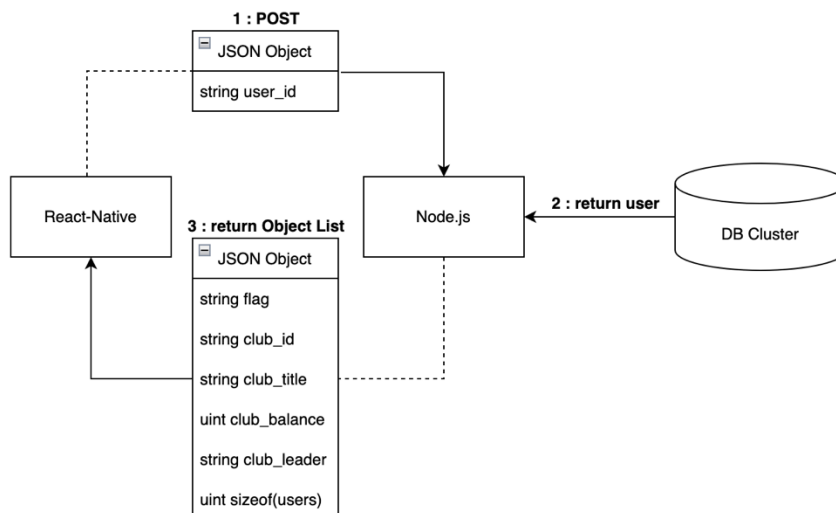 1 : POST
JSON Object
string user_id
React-Native
Node.js
2 : return user
DB Cluster
3 : return Object List
JSON Object
string flag
string club_id
string club_title
uint club_balance
string club_leader
uint sizeof(users)